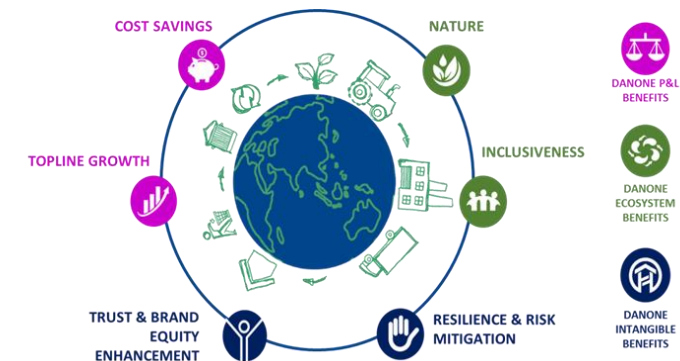 COST SAVINGS
NATURE
TOPLINE GROWTH
INCLUSIVENESS
TRUST & BRAND
EQUITY
ENHANCEMENT
RESILIENCE & RISK
MITIGATION
DANONE P&L
BENEFITS
DANONE
ECOSYSTEM
BENEFITS
DANONE
INTANGIBLE
BENEFITS